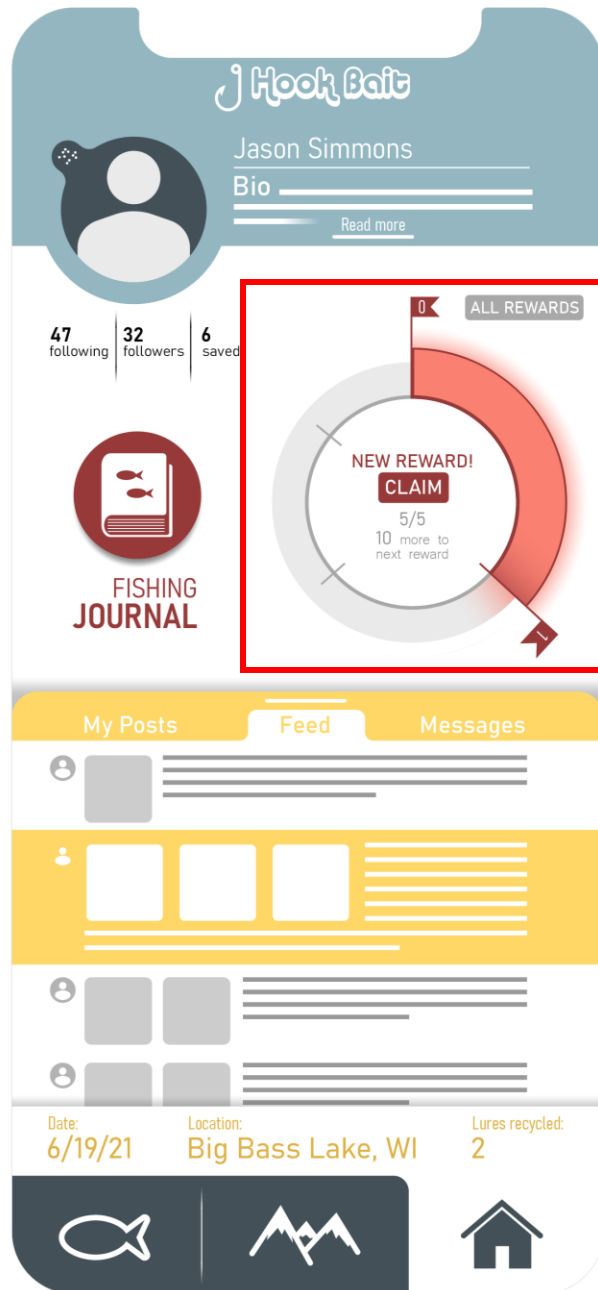 J Hook Bait
Jason Simmons
Bio
Read more
47 following
32 followers
6 saved
0
ALL REWARDS
NEW REWARD!
CLAIM
5/5
10 more to
next reward
1
FISHING
JOURNAL
My Posts
Feed
Messages
Date:
6/19/21
Location:
Big Bass Lake, WI
Lures recycled:
2